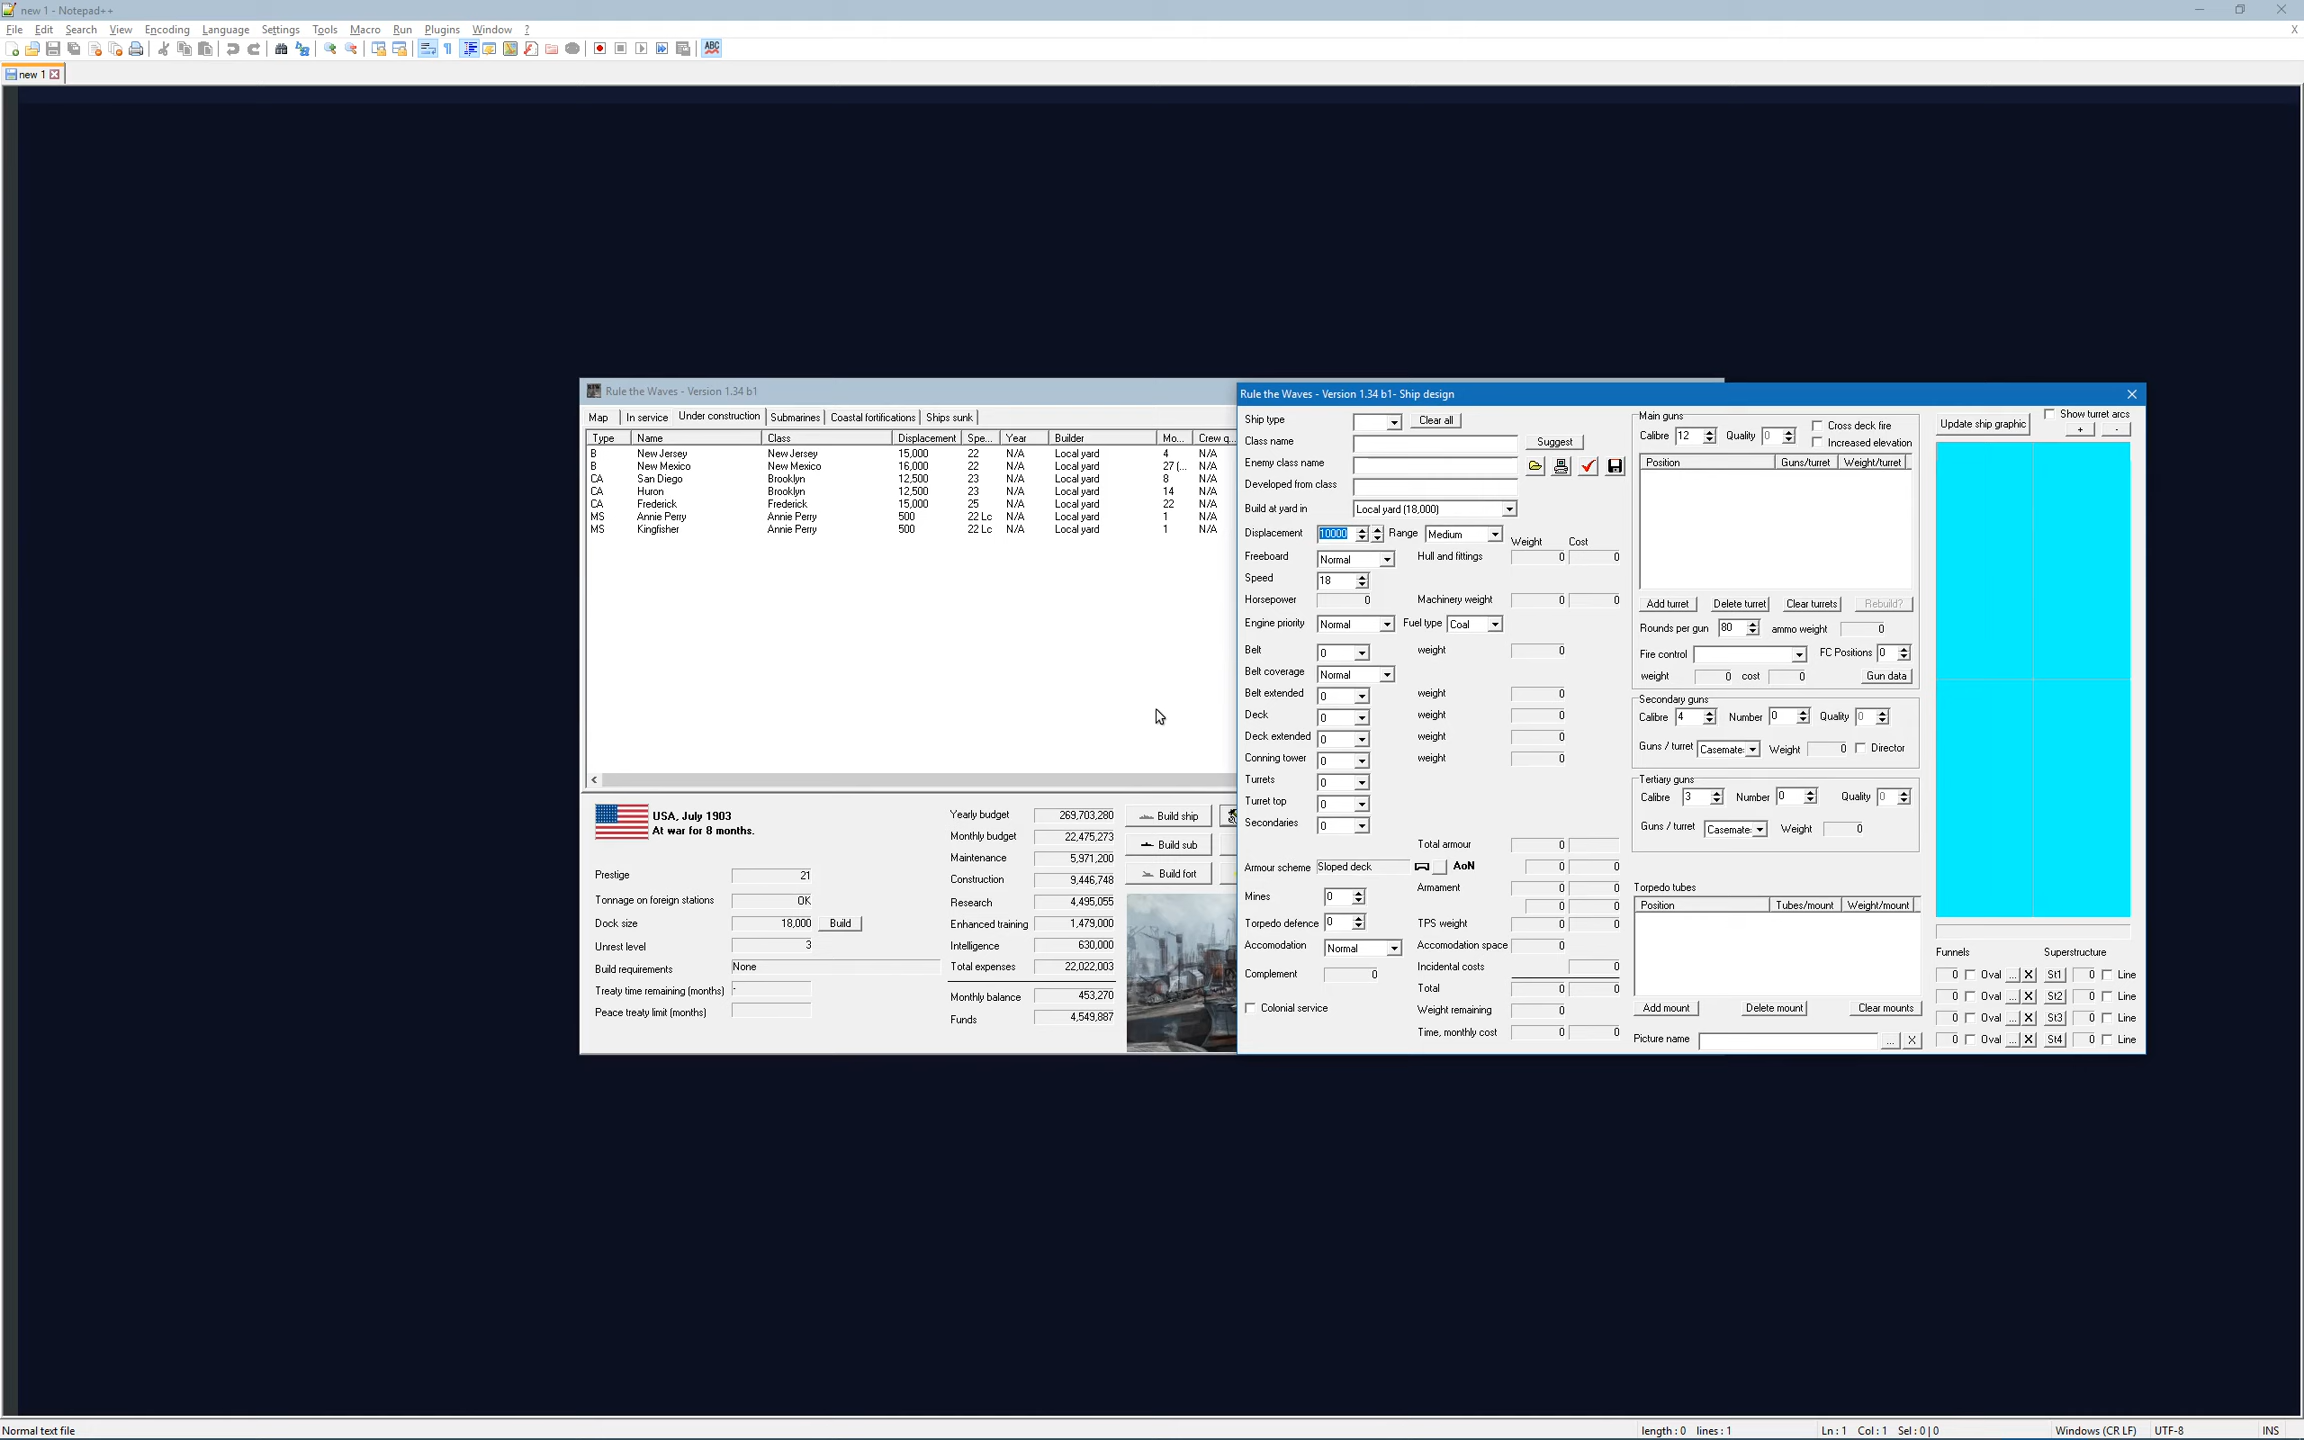 new 1 - Notepad++
File Edit Search View Encoding Language Settings Tools Macro Run Plugins Window ? X
new 1
Rule the Waves - Version 1.34 b1
Map In service Under construction Submarines Coastal fortifications Ships sunk
Type Name Class Displacement Spe... Year Builder Mo... Crew q...
B New Jersey New Jersey 15,000 22 N/A Local yard 4 N/A
B New Mexico New Mexico 16,000 22 N/A Local yard 27 (... N/A
CA San Diego Brooklyn 12,500 23 N/A Local yard 8 N/A
CA Huron Brooklyn 12,500 23 N/A Local yard 14 N/A
CA Frederick Frederick 15,000 25 N/A Local yard 22 N/A
MS Annie Perry Annie Perry 500 22 Lc N/A Local yard 1 N/A
MS Kingfisher Annie Perry 500 22 Lc N/A Local yard 1 N/A
USA, July 1903
At war for 8 months.
Prestige 21
Tonnage on foreign stations OK
Dock size 18,000 Build
Unrest level 3
Build requirements None
Treaty time remaining (months) -
Peace treaty limit (months)
Yearly budget 269,703,280
Monthly budget 22,475,273
Maintenance 5,971,200
Construction 9,446,748
Research 4,495,055
Enhanced training 1,479,000
Intelligence 630,000
Total expenses 22,022,003
Monthly balance 453,270
Funds 4,549,887
Build ship
Build sub
Build fort
Rule the Waves - Version 1.34 b1- Ship design
Ship type Clear all
Class name Suggest
Enemy class name
Developed from class
Build at yard in Local yard (18,000)
Displacement 10000 Range Medium Weight Cost
Freeboard Normal Hull and fittings 0 0
Speed 18
Horsepower 0 Machinery weight 0 0
Engine priority Normal Fuel type Coal
Belt 0 weight 0
Belt coverage Normal
Belt extended 0 weight 0
Deck 0 weight 0
Deck extended 0 weight 0
Conning tower 0 weight 0
Turrets 0
Turret top 0
Secondaries 0
Total armour 0
Armour scheme Sloped deck AoN 0 0
Armament 0 0
Mines 0 0 0
Torpedo defence 0 TPS weight 0 0
Accomodation Normal Accomodation space 0
Complement 0 Incidental costs 0
Total 0 0
Colonial service Weight remaining 0
Time, monthly cost 0 0
Main guns
Calibre 12 Quality 0 Cross deck fire
Increased elevation
Position Guns/turret Weight/turret
Add turret Delete turret Clear turrets Rebuild?
Rounds per gun 80 ammo weight 0
Fire control FC Positions 0
weight 0 cost 0 Gun data
Secondary guns
Calibre 4 Number 0 Quality 0
Guns / turret Casemate: Weight 0 Director
Tertiary guns
Calibre 3 Number 0 Quality 0
Guns / turret Casemate: Weight 0
Torpedo tubes
Position Tubes/mount Weight/mount
Add mount Delete mount Clear mounts
Picture name ... X
Update ship graphic Show turret arcs
+ -
Funnels Superstructure
0 Oval ... X St1 0 Line
0 Oval ... X St2 0 Line
0 Oval ... X St3 0 Line
0 Oval ... X St4 0 Line
Normal text file length : 0 lines : 1 Ln : 1 Col : 1 Sel : 0 | 0 Windows (CR LF) UTF-8 INS